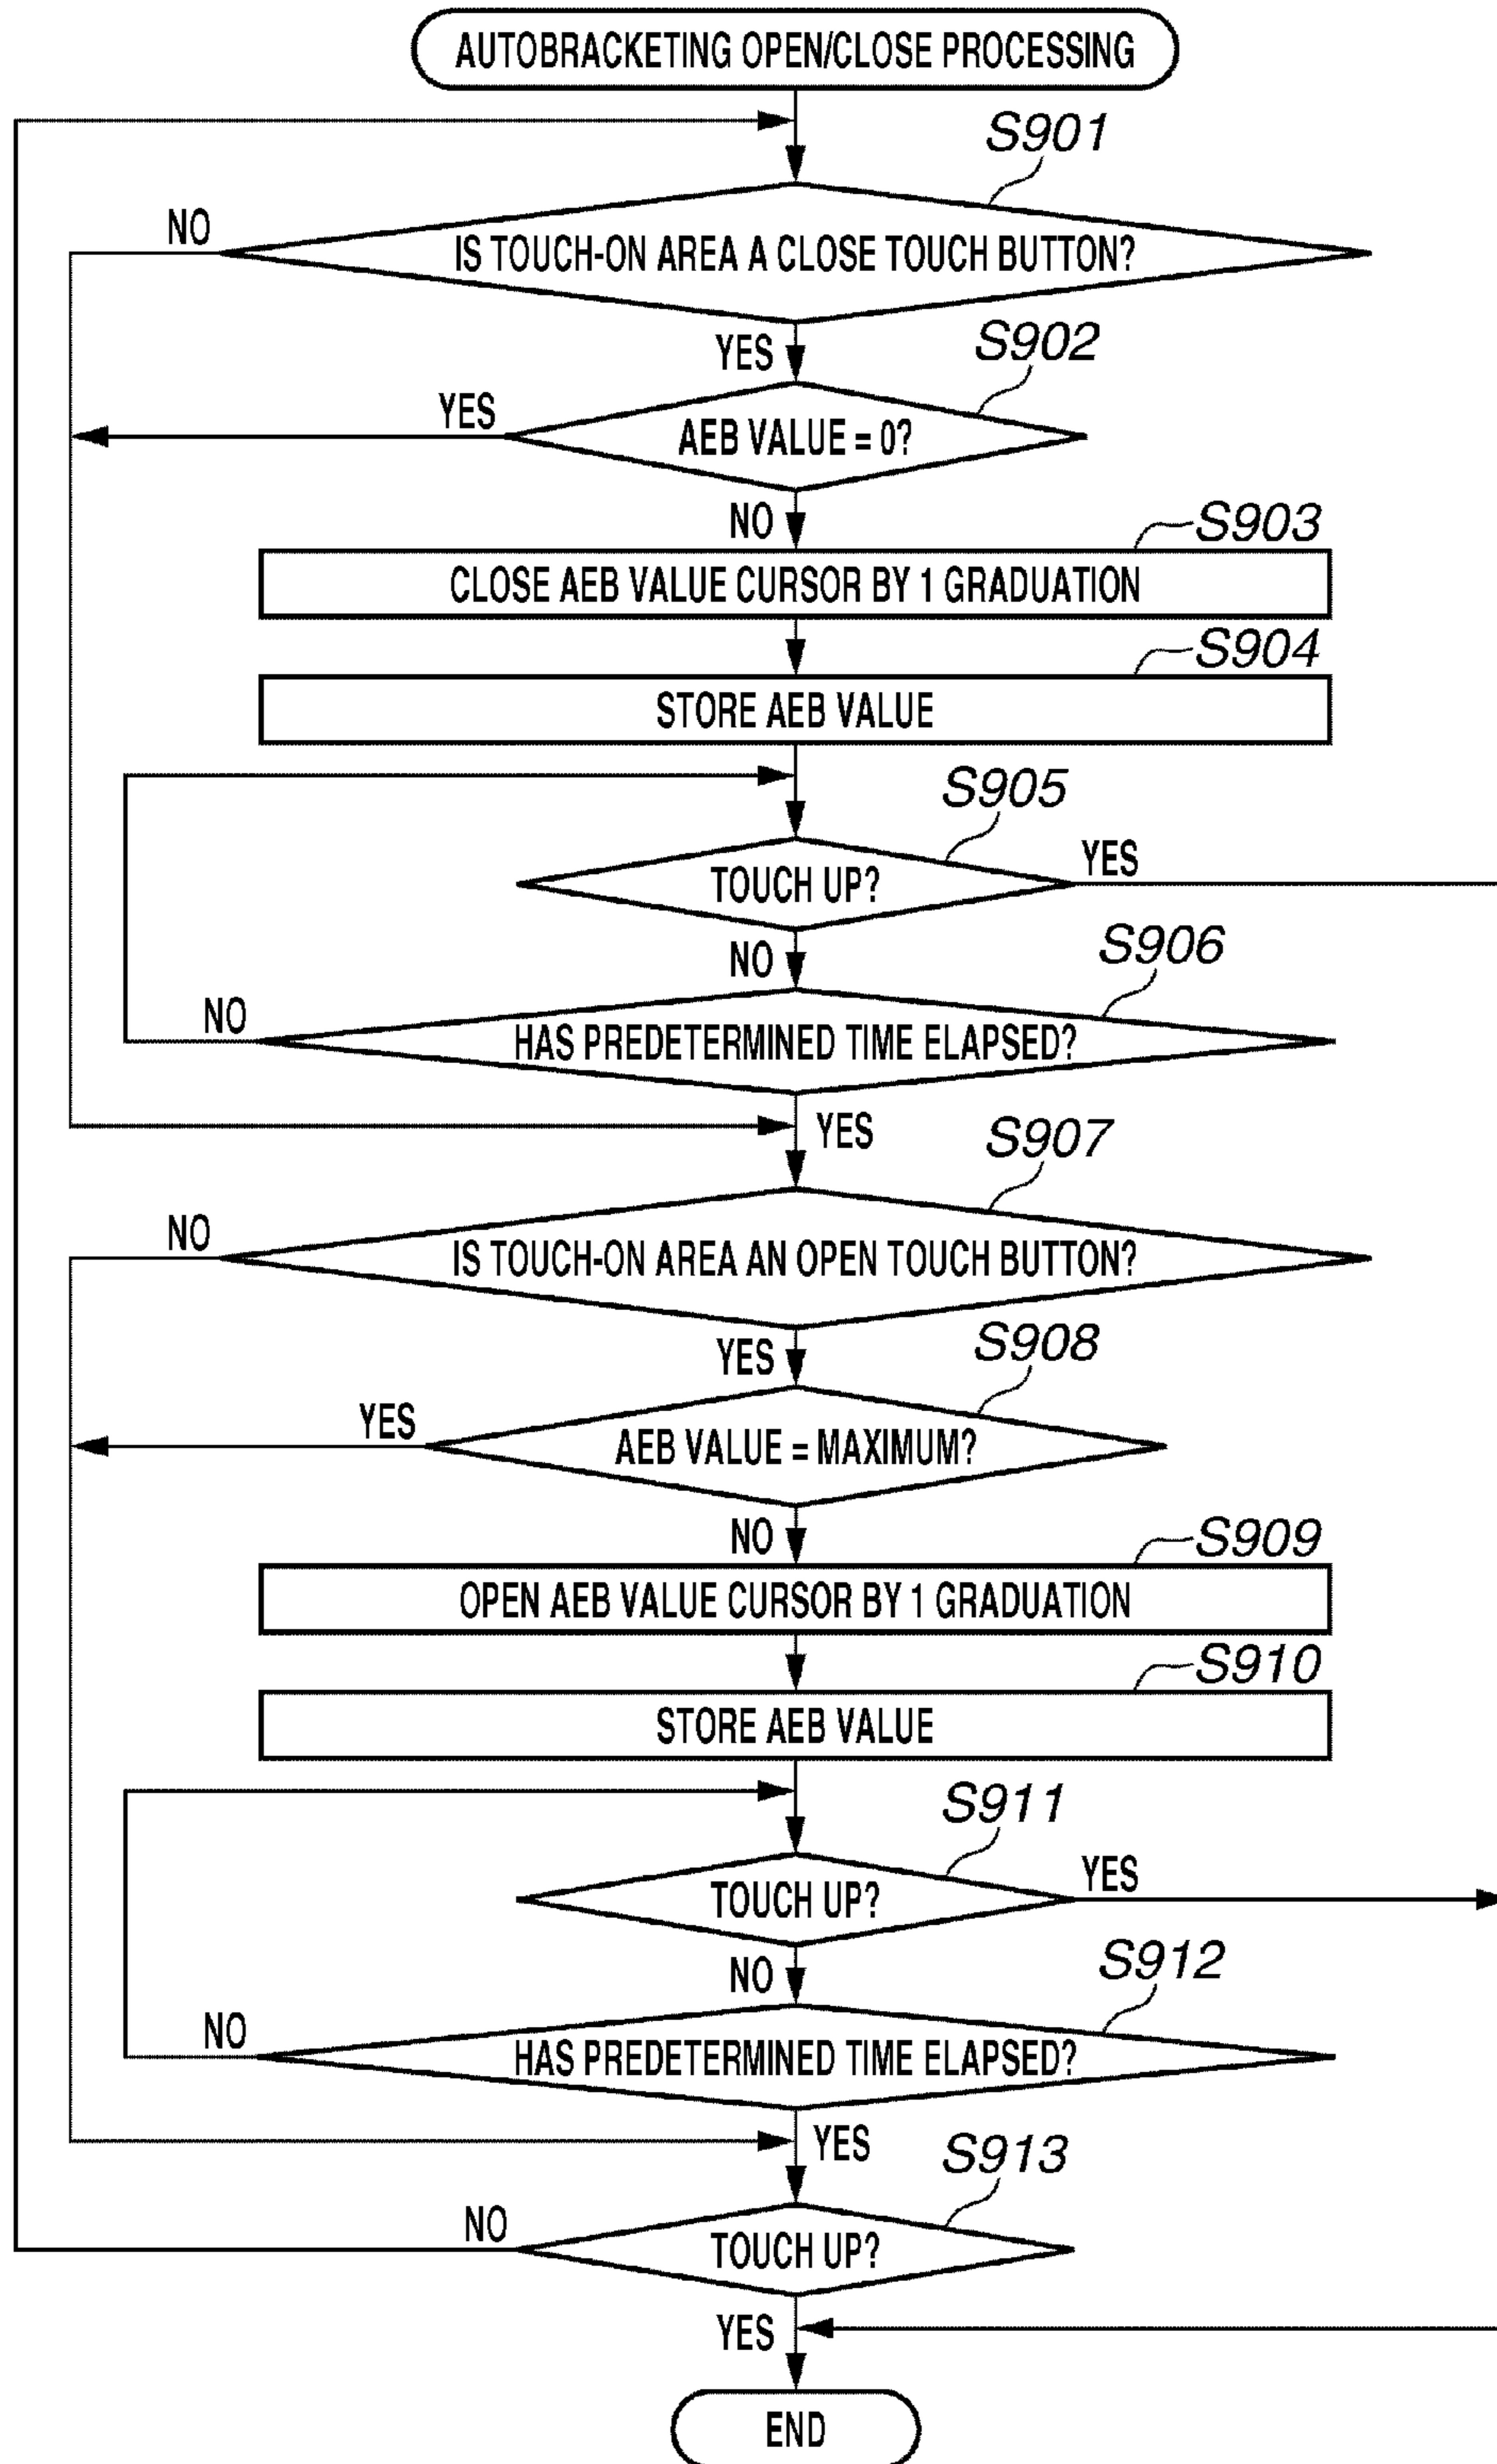 AUTOBRACKETING OPEN/CLOSE PROCESSING
S901
NO
IS TOUCH-ON AREA A CLOSE TOUCH BUTTON?
YES
S902
YES
AEB VALUE = 0?
NO
S903
CLOSE AEB VALUE CURSOR BY 1 GRADUATION
S904
STORE AEB VALUE
S905
TOUCH UP?
YES
NO
S906
NO
HAS PREDETERMINED TIME ELAPSED?
YES
S907
NO
IS TOUCH-ON AREA AN OPEN TOUCH BUTTON?
YES
S908
YES
AEB VALUE = MAXIMUM?
NO
S909
OPEN AEB VALUE CURSOR BY 1 GRADUATION
S910
STORE AEB VALUE
S911
TOUCH UP?
YES
NO
S912
NO
HAS PREDETERMINED TIME ELAPSED?
YES
S913
NO
TOUCH UP?
YES
END